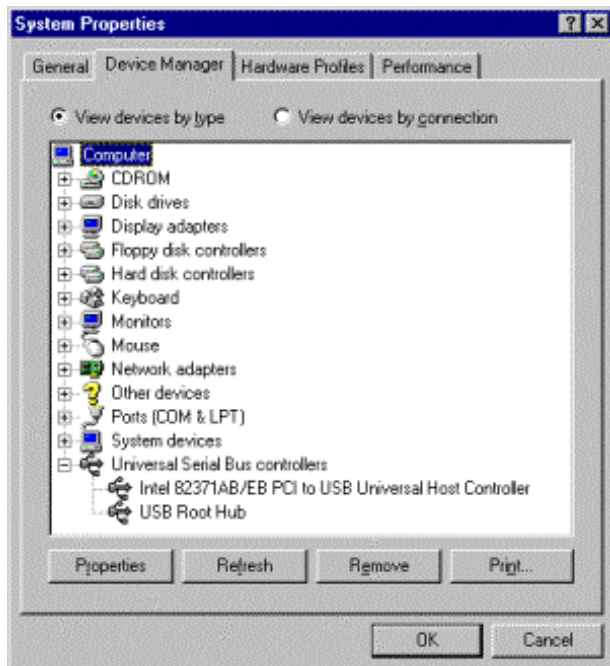 System Properties
General Device Manager Hardware Profiles Performance
View devices by type View devices by connection
Computer
CDROM
Disk drives
Display adapters
Floppy disk controllers
Hard disk controllers
Keyboard
Monitors
Mouse
Network adapters
Other devices
Ports (COM & LPT)
System devices
Universal Serial Bus controllers
Intel 82371AB/EB PCI to USB Universal Host Controller
USB Root Hub
Properties Refresh Remove Print...
OK Cancel